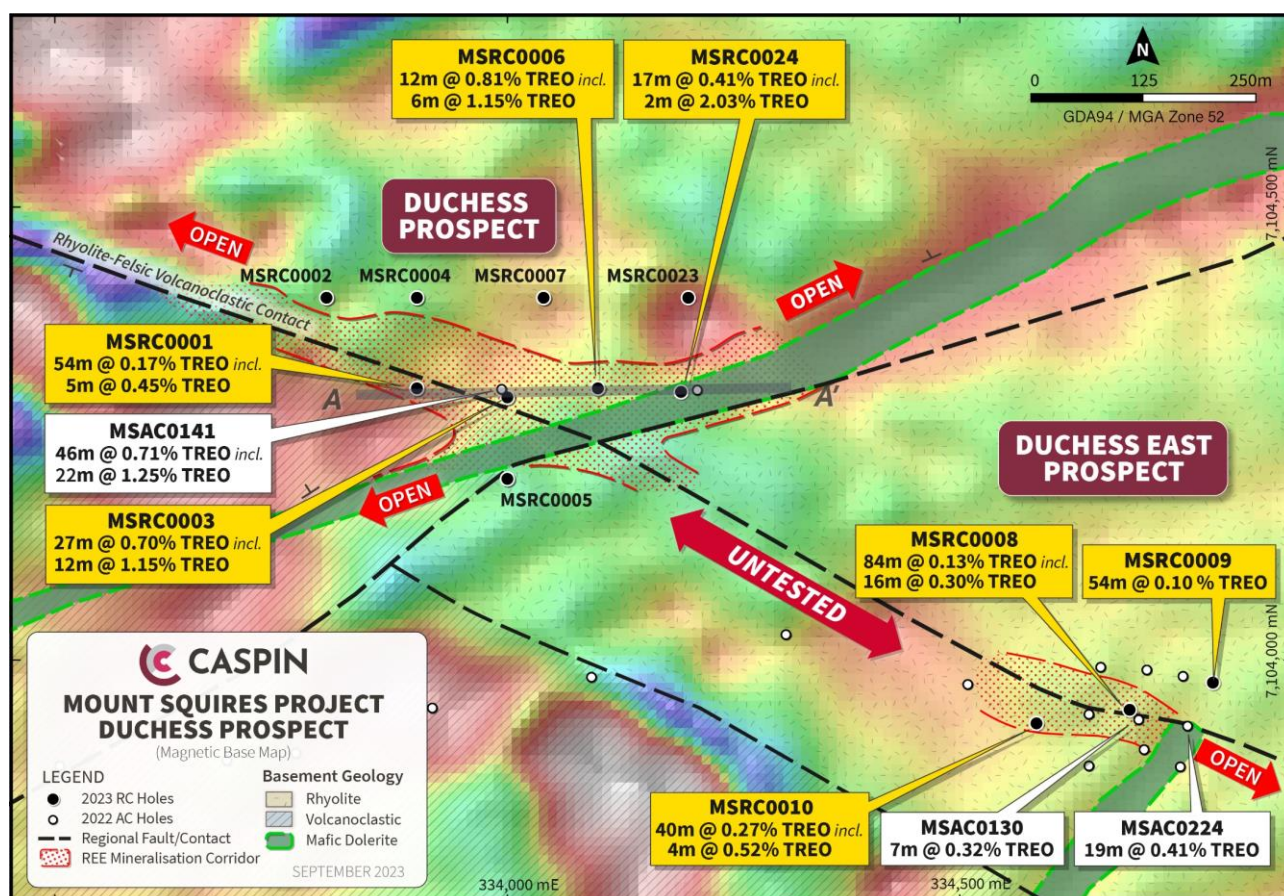 MSRC0006
12m @ 0.81% TREO incl.
6m @ 1.15% TREO
MSRC0024
17m @ 0.41% TREO incl.
2m @ 2.03% TREO
N
0 125 250m
GDA94 / MGA Zone 52
7,104,500 mN
DUCHESS
PROSPECT
OPEN
MSRC0002
MSRC0004
MSRC0007
MSRC0023
OPEN
Rhyolite-Felsic Volcanoclastic Contact
MSRC0001
54m @ 0.17% TREO incl.
5m @ 0.45% TREO
A
A'
MSAC0141
46m @ 0.71% TREO incl.
22m @ 1.25% TREO
DUCHESS EAST
PROSPECT
OPEN
MSRC0005
MSRC0003
27m @ 0.70% TREO incl.
12m @ 1.15% TREO
UNTESTED
MSRC0008
84m @ 0.13% TREO incl.
16m @ 0.30% TREO
MSRC0009
54m @ 0.10 % TREO
7,104,000 mN
CASPIN
MOUNT SQUIRES PROJECT
DUCHESS PROSPECT
(Magnetic Base Map)
LEGEND
2023 RC Holes
2022 AC Holes
Regional Fault/Contact
REE Mineralisation Corridor
Basement Geology
Rhyolite
Volcanoclastic
Mafic Dolerite
SEPTEMBER 2023
OPEN
MSRC0010
40m @ 0.27% TREO incl.
4m @ 0.52% TREO
MSAC0130
7m @ 0.32% TREO
MSAC0224
19m @ 0.41% TREO
334,000 mE
334,500 mE